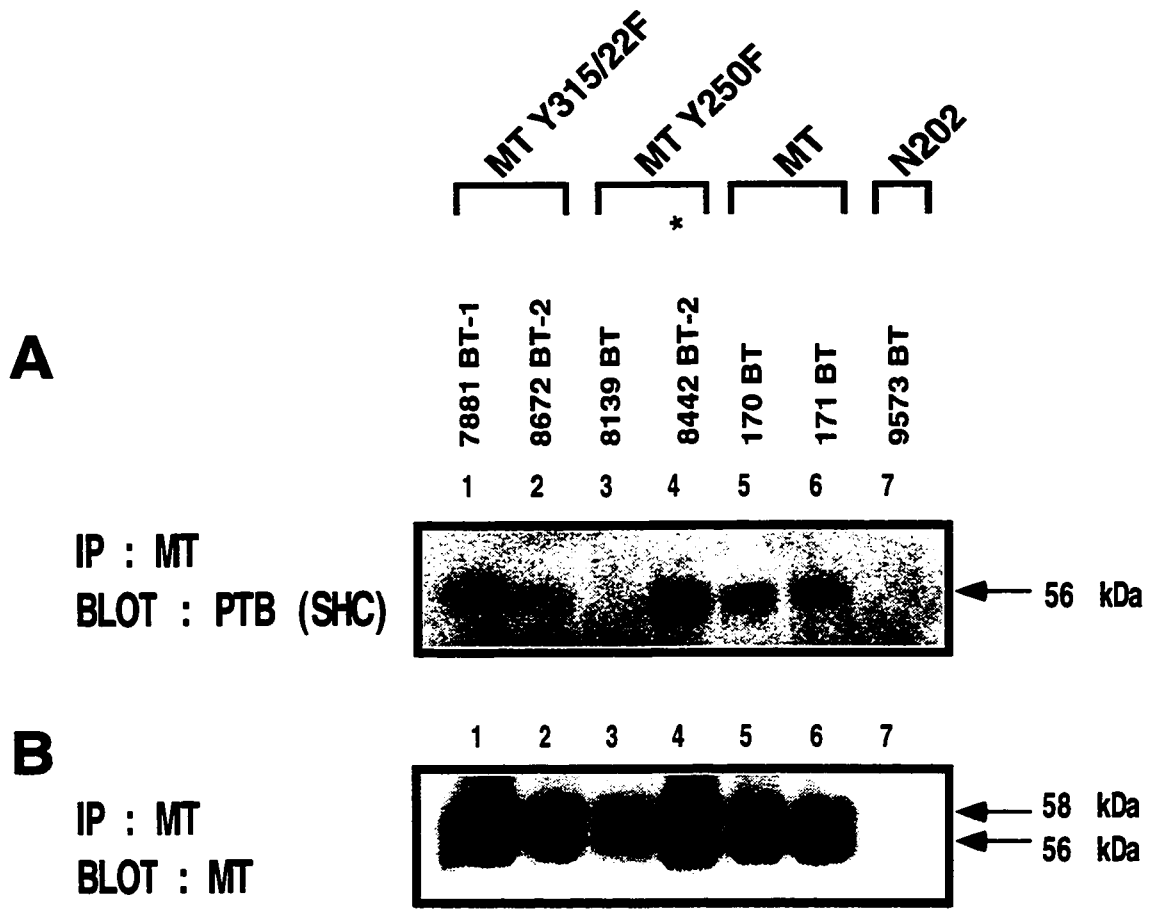 MT Y315/22F
MT Y250F
MT
N202
*
A
7881 BT-1
8672 BT-2
8139 BT
8442 BT-2
170 BT
171 BT
9573 BT
1 2 3 4 5 6 7
IP : MT
BLOT : PTB (SHC)
56 kDa
B
1 2 3 4 5 6 7
IP : MT
BLOT : MT
58 kDa
56 kDa